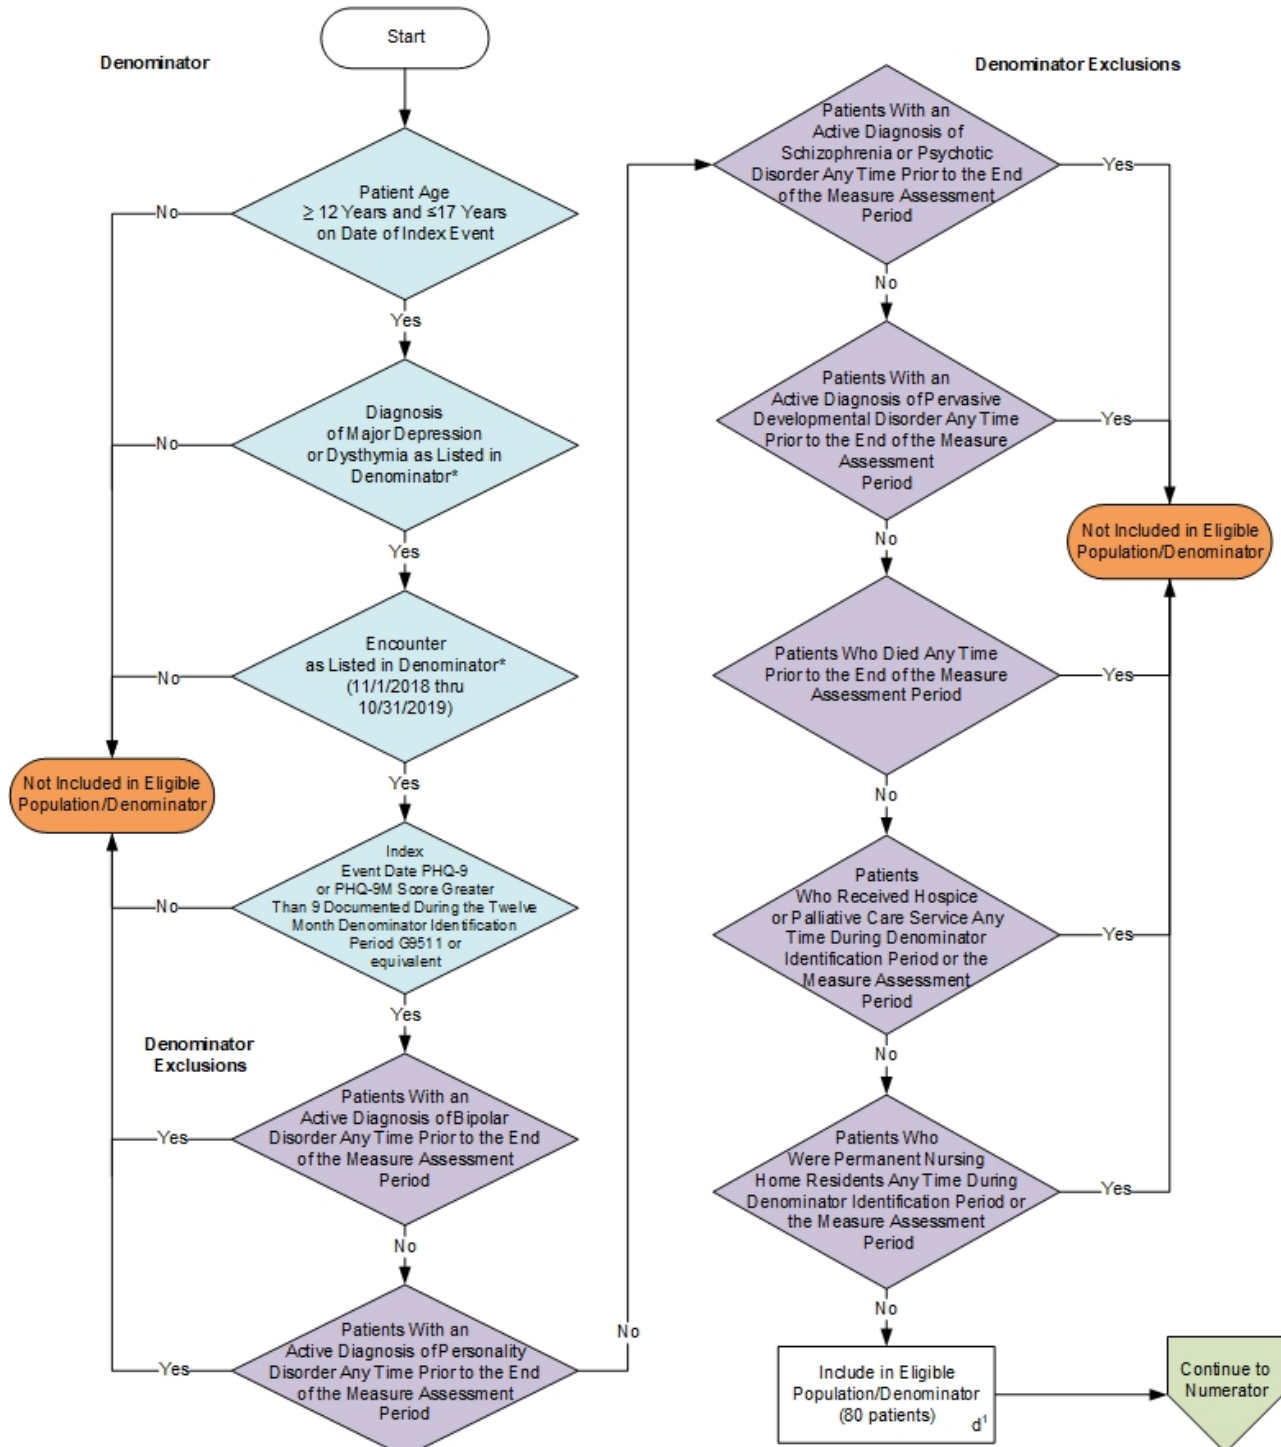 Start
Denominator
Patient Age
≥ 12 Years and ≤17 Years
on Date of Index Event
No
Yes
Diagnosis
of Major Depression
or Dysthymia as Listed in
Denominator*
No
Yes
Encounter
as Listed in Denominator*
(11/1/2018 thru
10/31/2019)
No
Yes
Not Included in Eligible
Population/Denominator
Index
Event Date PHQ-9
or PHQ-9M Score Greater
Than 9 Documented During the Twelve
Month Denominator Identification
Period G9511 or
equivalent
No
Yes
Denominator
Exclusions
Patients With an
Active Diagnosis of Bipolar
Disorder Any Time Prior to the End
of the Measure Assessment
Period
Yes
No
Patients With an
Active Diagnosis of Personality
Disorder Any Time Prior to the End
of the Measure Assessment
Period
Yes
No
Denominator Exclusions
Patients With an
Active Diagnosis of
Schizophrenia or Psychotic
Disorder Any Time Prior to the End
of the Measure Assessment
Period
Yes
No
Patients With an
Active Diagnosis of Pervasive
Developmental Disorder Any Time
Prior to the End of the Measure
Assessment
Period
Yes
No
Not Included in Eligible
Population/Denominator
Patients Who Died Any Time
Prior to the End of the Measure
Assessment Period
Yes
No
Patients
Who Received Hospice
or Palliative Care Service Any
Time During Denominator
Identification Period or the
Measure Assessment
Period
Yes
No
Patients Who
Were Permanent Nursing
Home Residents Any Time During
Denominator Identification Period or
the Measure Assessment
Period
Yes
No
Include in Eligible
Population/Denominator
(80 patients)
d¹
Continue to
Numerator